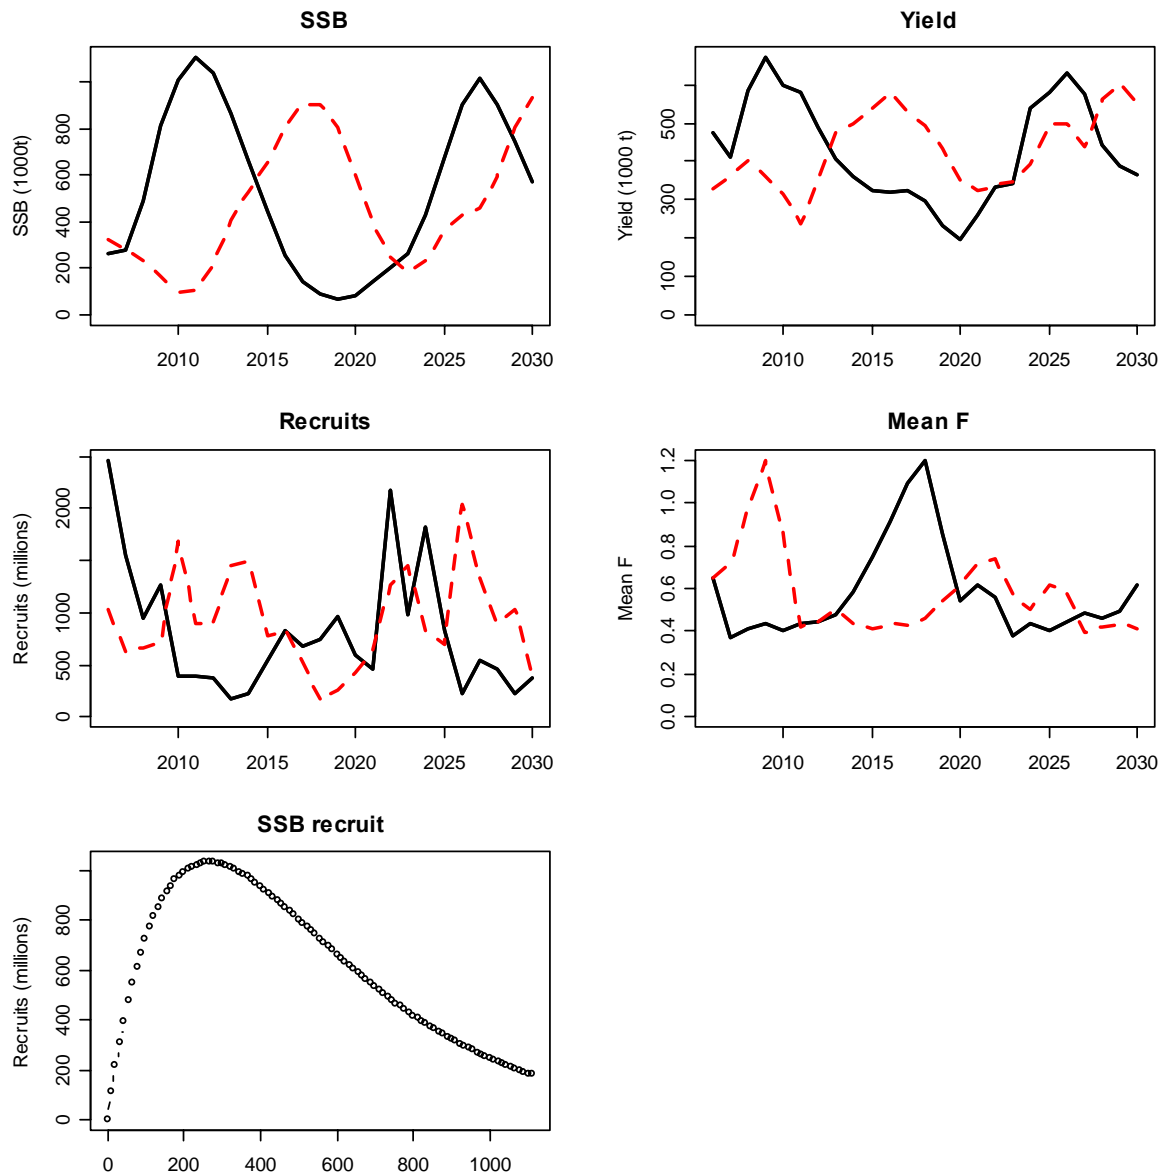 SSB
SSB (1000t)
0 200 400 600 800
2010 2015 2020 2025 2030
Yield
Yield (1000 t)
0 100 300 500
2010 2015 2020 2025 2030
Recruits
Recruits (millions)
0 500 1000 2000
2010 2015 2020 2025 2030
Mean F
Mean F
0.0 0.2 0.4 0.6 0.8 1.0 1.2
2010 2015 2020 2025 2030
SSB recruit
Recruits (millions)
0 200 400 600 800
0 200 400 600 800 1000